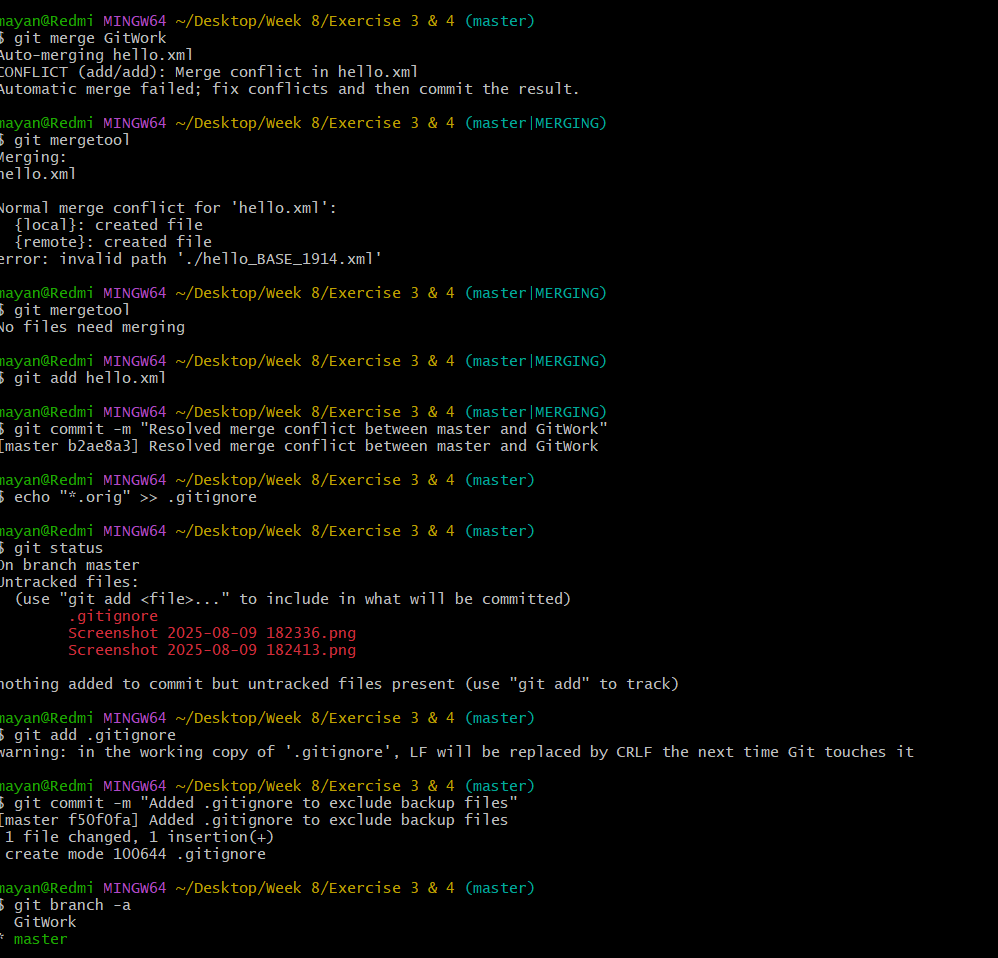 mayan@Redmi MINGW64 ~/Desktop/Week 8/Exercise 3 & 4 (master)
$ git merge GitWork
Auto-merging hello.xml
CONFLICT (add/add): Merge conflict in hello.xml
Automatic merge failed; fix conflicts and then commit the result.
mayan@Redmi MINGW64 ~/Desktop/Week 8/Exercise 3 & 4 (master|MERGING)
$ git mergetool
Merging:
hello.xml
Normal merge conflict for 'hello.xml':
{local}: created file
{remote}: created file
error: invalid path './hello_BASE_1914.xml'
mayan@Redmi MINGW64 ~/Desktop/Week 8/Exercise 3 & 4 (master|MERGING)
$ git mergetool
No files need merging
mayan@Redmi MINGW64 ~/Desktop/Week 8/Exercise 3 & 4 (master|MERGING)
$ git add hello.xml
mayan@Redmi MINGW64 ~/Desktop/Week 8/Exercise 3 & 4 (master|MERGING)
$ git commit -m "Resolved merge conflict between master and GitWork"
[master b2ae8a3] Resolved merge conflict between master and GitWork
mayan@Redmi MINGW64 ~/Desktop/Week 8/Exercise 3 & 4 (master)
$ echo "*.orig" >> .gitignore
mayan@Redmi MINGW64 ~/Desktop/Week 8/Exercise 3 & 4 (master)
$ git status
On branch master
Untracked files:
(use "git add <file>..." to include in what will be committed)
.gitignore
Screenshot 2025-08-09 182336.png
Screenshot 2025-08-09 182413.png
nothing added to commit but untracked files present (use "git add" to track)
mayan@Redmi MINGW64 ~/Desktop/Week 8/Exercise 3 & 4 (master)
$ git add .gitignore
warning: in the working copy of '.gitignore', LF will be replaced by CRLF the next time Git touches it
mayan@Redmi MINGW64 ~/Desktop/Week 8/Exercise 3 & 4 (master)
$ git commit -m "Added .gitignore to exclude backup files"
[master f50f0fa] Added .gitignore to exclude backup files
1 file changed, 1 insertion(+)
create mode 100644 .gitignore
mayan@Redmi MINGW64 ~/Desktop/Week 8/Exercise 3 & 4 (master)
$ git branch -a
GitWork
* master